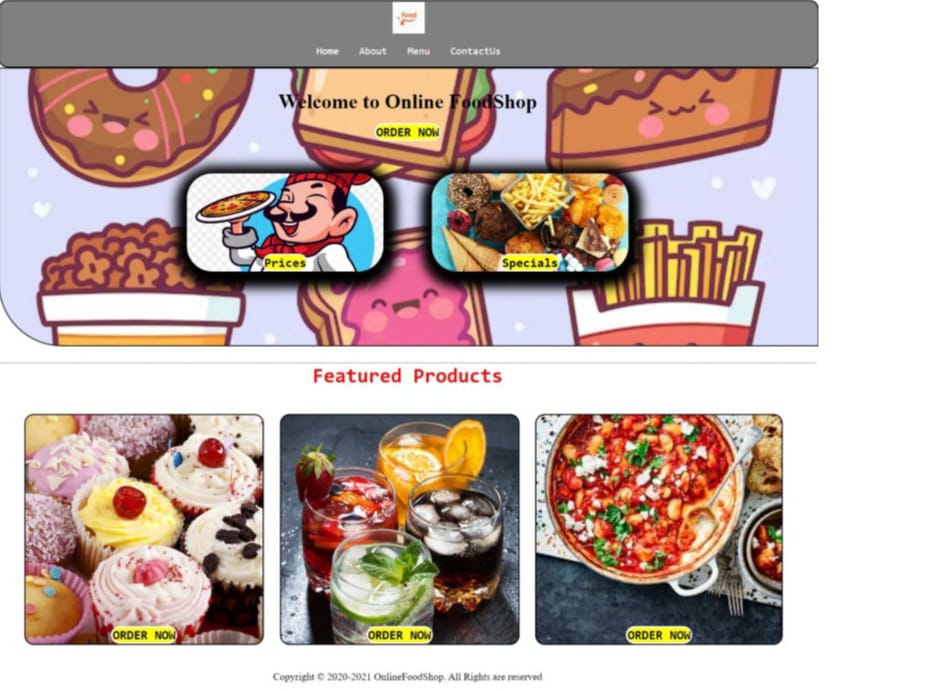 food
Home About Menu ContactUs
Welcome to Online FoodShop
ORDER NOW
Prices Specials
Featured Products
ORDER NOW ORDER NOW ORDER NOW
Copyright © 2020-2021 OnlineFoodShop. All Rights are reserved